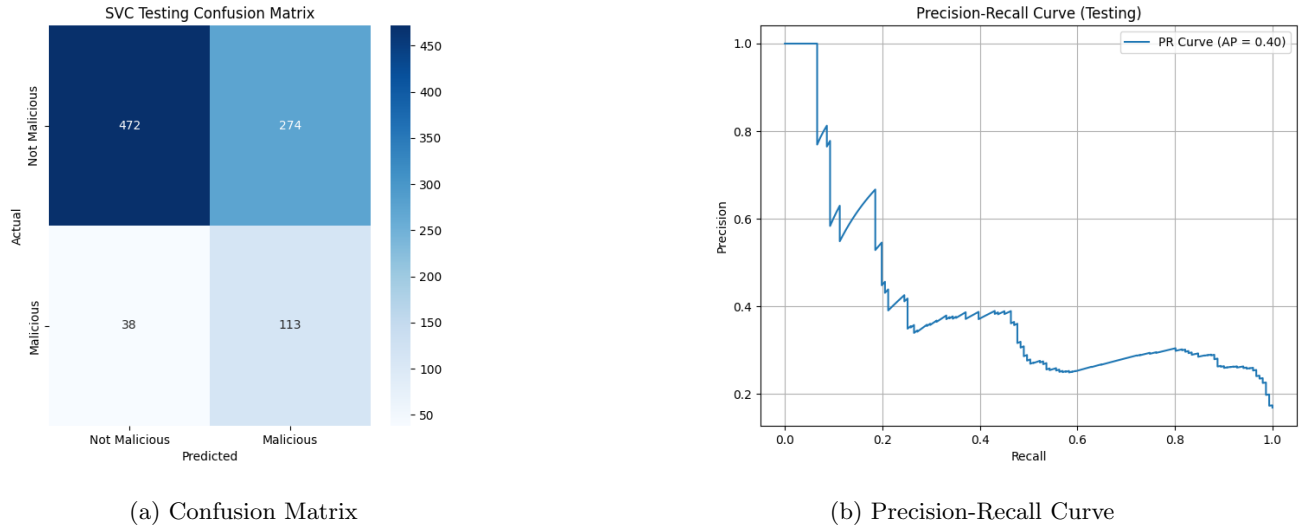 SVC Testing Confusion Matrix
Not Malicious
Malicious
Actual
472
274
38
113
Not Malicious
Malicious
Predicted
450
400
350
300
250
200
150
100
50
(a) Confusion Matrix
Precision-Recall Curve (Testing)
PR Curve (AP = 0.40)
Precision
1.0
0.8
0.6
0.4
0.2
0.0
0.2
0.4
0.6
0.8
1.0
Recall
(b) Precision-Recall Curve